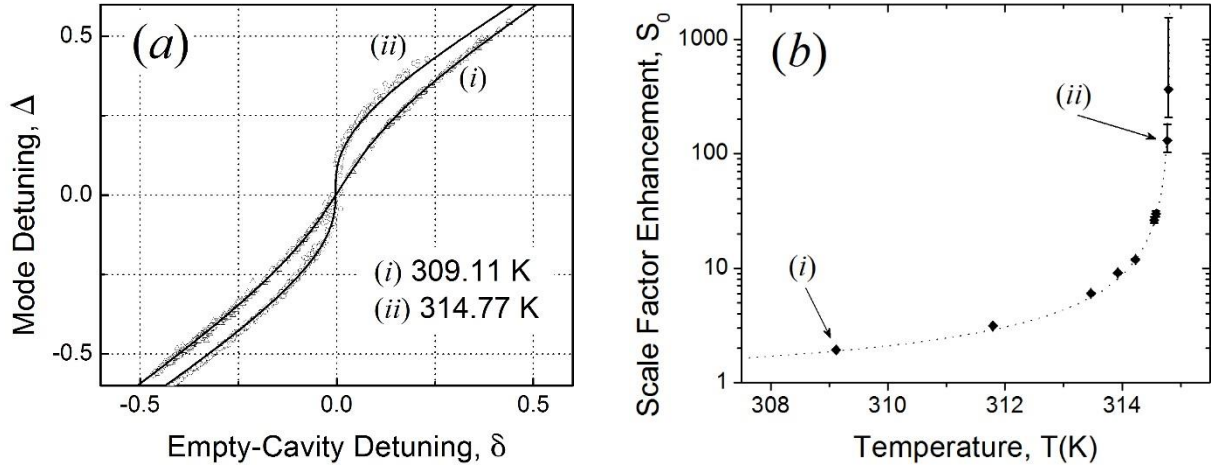 (a)
(ii)
(i)
0.5
0.0
-0.5
Mode Detuning, Δ
(i) 309.11 K
(ii) 314.77 K
-0.5 0.0 0.5
Empty-Cavity Detuning, δ
(b)
(ii)
(i)
1000
100
10
1
Scale Factor Enhancement, S₀
308 310 312 314
Temperature, T(K)